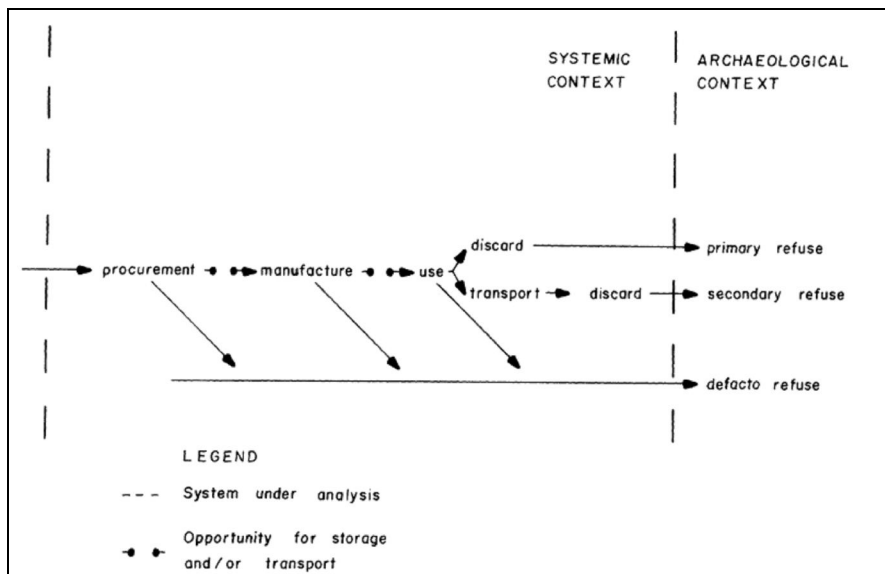 SYSTEMIC
CONTEXT
ARCHAEOLOGICAL
CONTEXT
discard
primary refuse
procurement
manufacture
use
transport
discard
secondary refuse
defacto refuse
LEGEND
System under analysis
Opportunity for storage
and/or transport